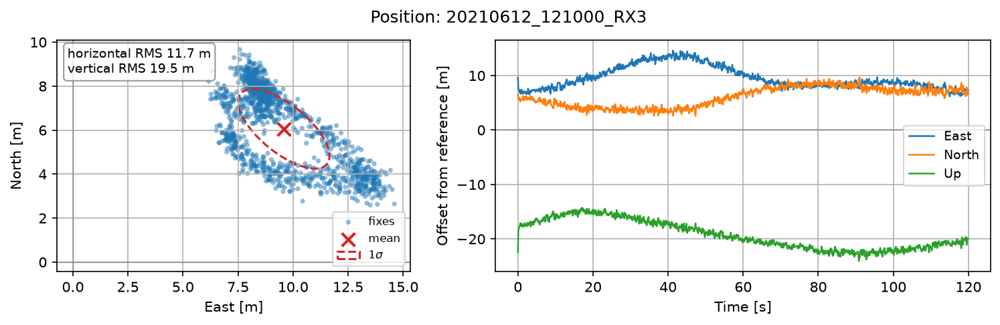 Position: 20210612_121000_RX3
horizontal RMS 11.7 m
vertical RMS 19.5 m
10
8
6
4
2
0
North [m]
0.0 2.5 5.0 7.5 10.0 12.5 15.0
East [m]
fixes
mean
1σ
10
0
−10
−20
Offset from reference [m]
0 20 40 60 80 100 120
Time [s]
East
North
Up